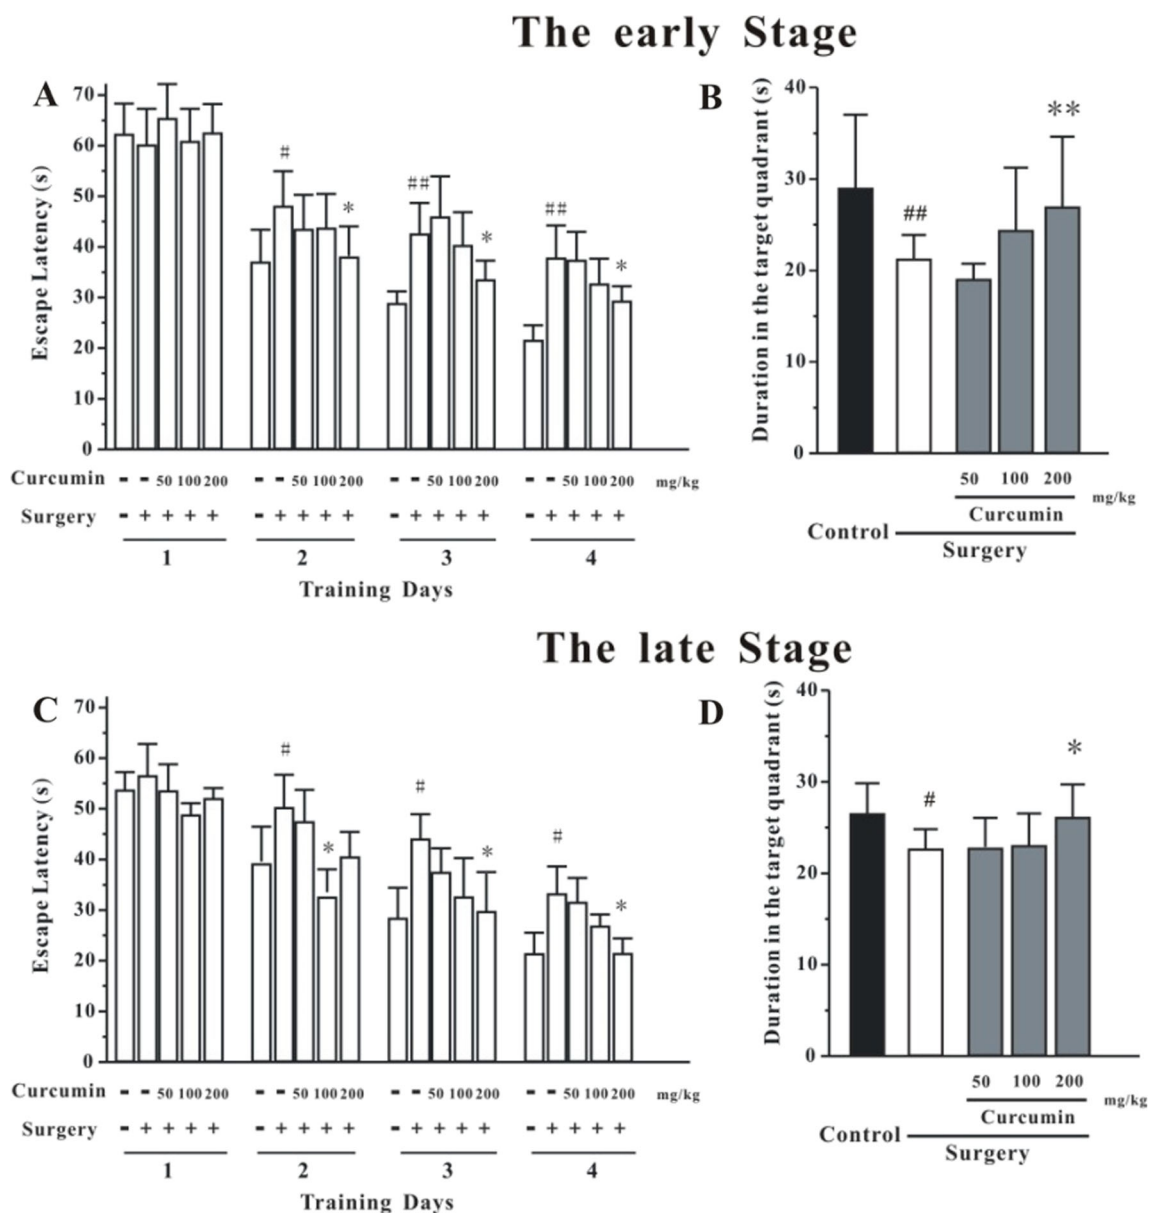 The early Stage
A
Escape Latency (s)
70
60
50
40
30
20
10
0
#
*
##
*
##
*
Curcumin - - 50 100 200 - - 50 100 200 - - 50 100 200 - - 50 100 200 mg/kg
Surgery - + + + + - + + + + - + + + + - + + + +
1 2 3 4
Training Days
B
Duration in the target quadrant (s)
40
30
20
10
0
##
**
50 100 200
mg/kg
Curcumin
Control
Surgery
The late Stage
C
Escape Latency (s)
70
60
50
40
30
20
10
0
#
*
#
*
#
*
Curcumin - - 50 100 200 - - 50 100 200 - - 50 100 200 - - 50 100 200 mg/kg
Surgery - + + + + - + + + + - + + + + - + + + +
1 2 3 4
Training Days
D
Duration in the target quadrant (s)
40
30
20
10
0
#
*
50 100 200
mg/kg
Curcumin
Control
Surgery